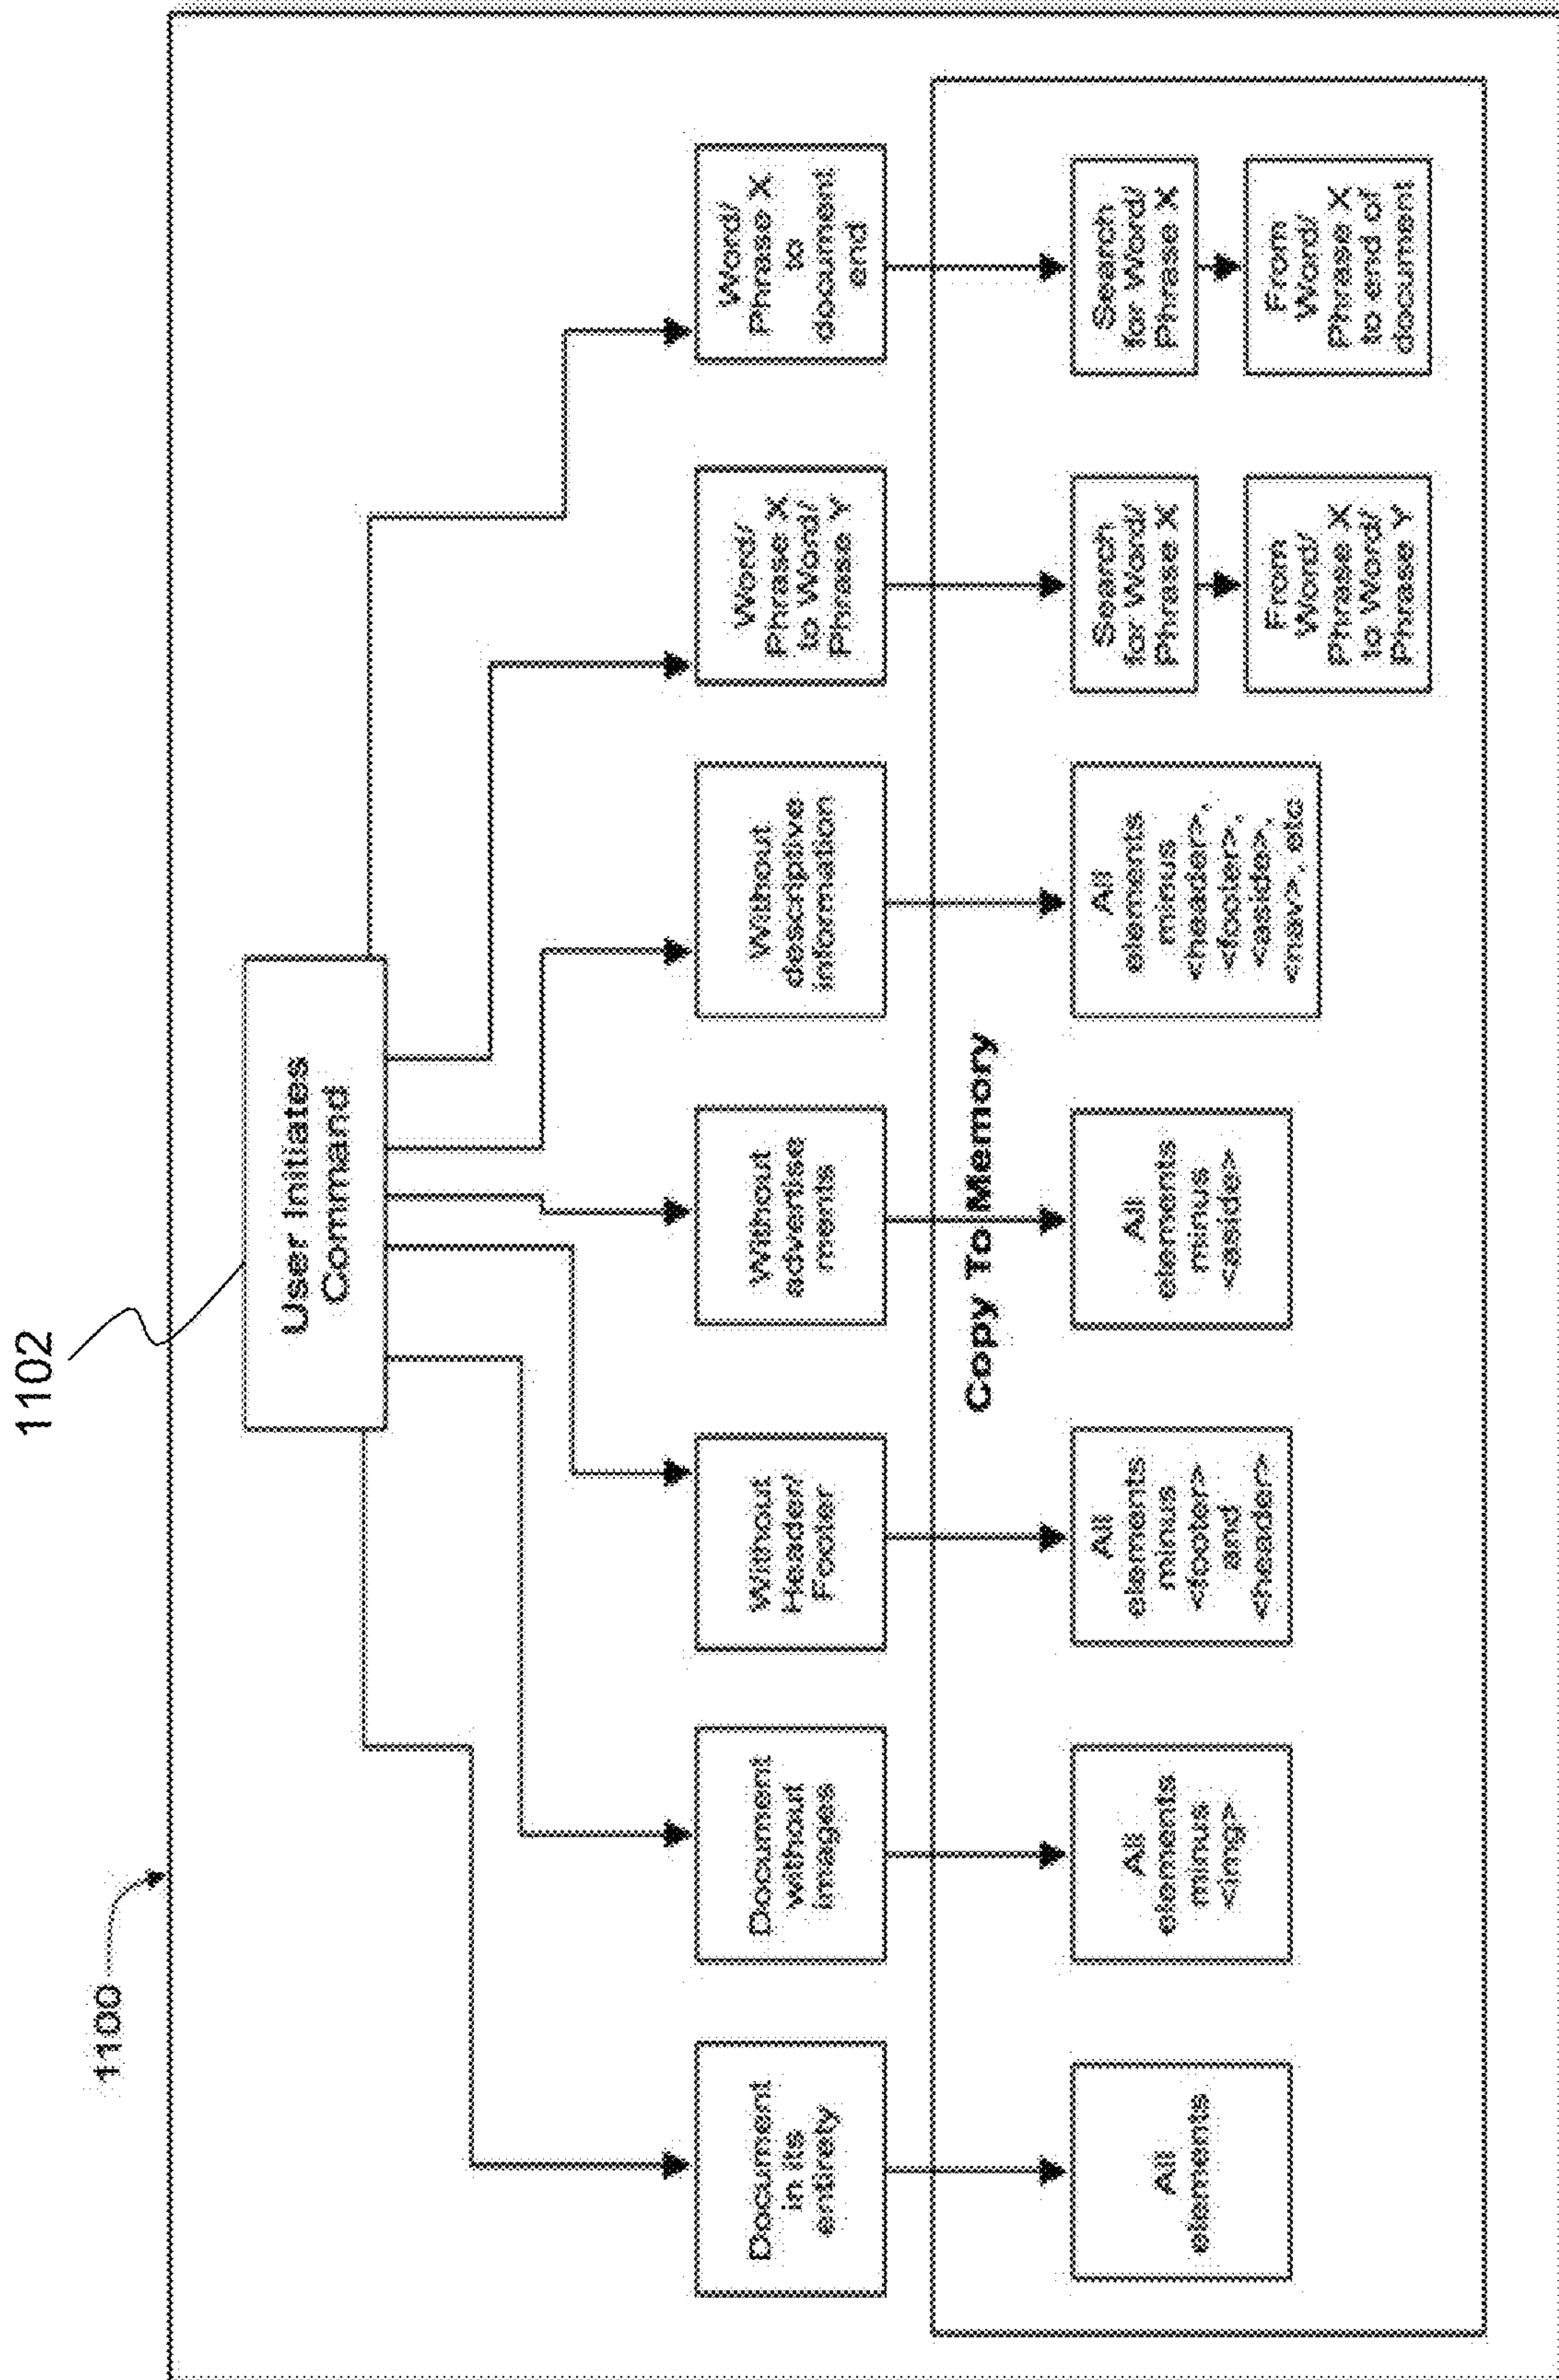 1100
1102
User Initiates
Command
Document
in its
entirety
Document
without
images
Without
Header/
Footer
Without
advertise
ments
Without
descriptive
information
Word/
Phrase X
to Word/
Phrase Y
Word/
Phrase X
to
document
end
Copy To Memory
All
elements
All
elements
minus
<img>
All
elements
minus
<footer>
and
<header>
All
elements
minus
<aside>
All
elements
minus
<header>,
<footer>,
<aside>,
<nav>, etc
Search
for Word/
Phrase X
From
Word/
Phrase X
to Word/
Phrase Y
Search
for Word/
Phrase X
From
Word/
Phrase X
to end of
document